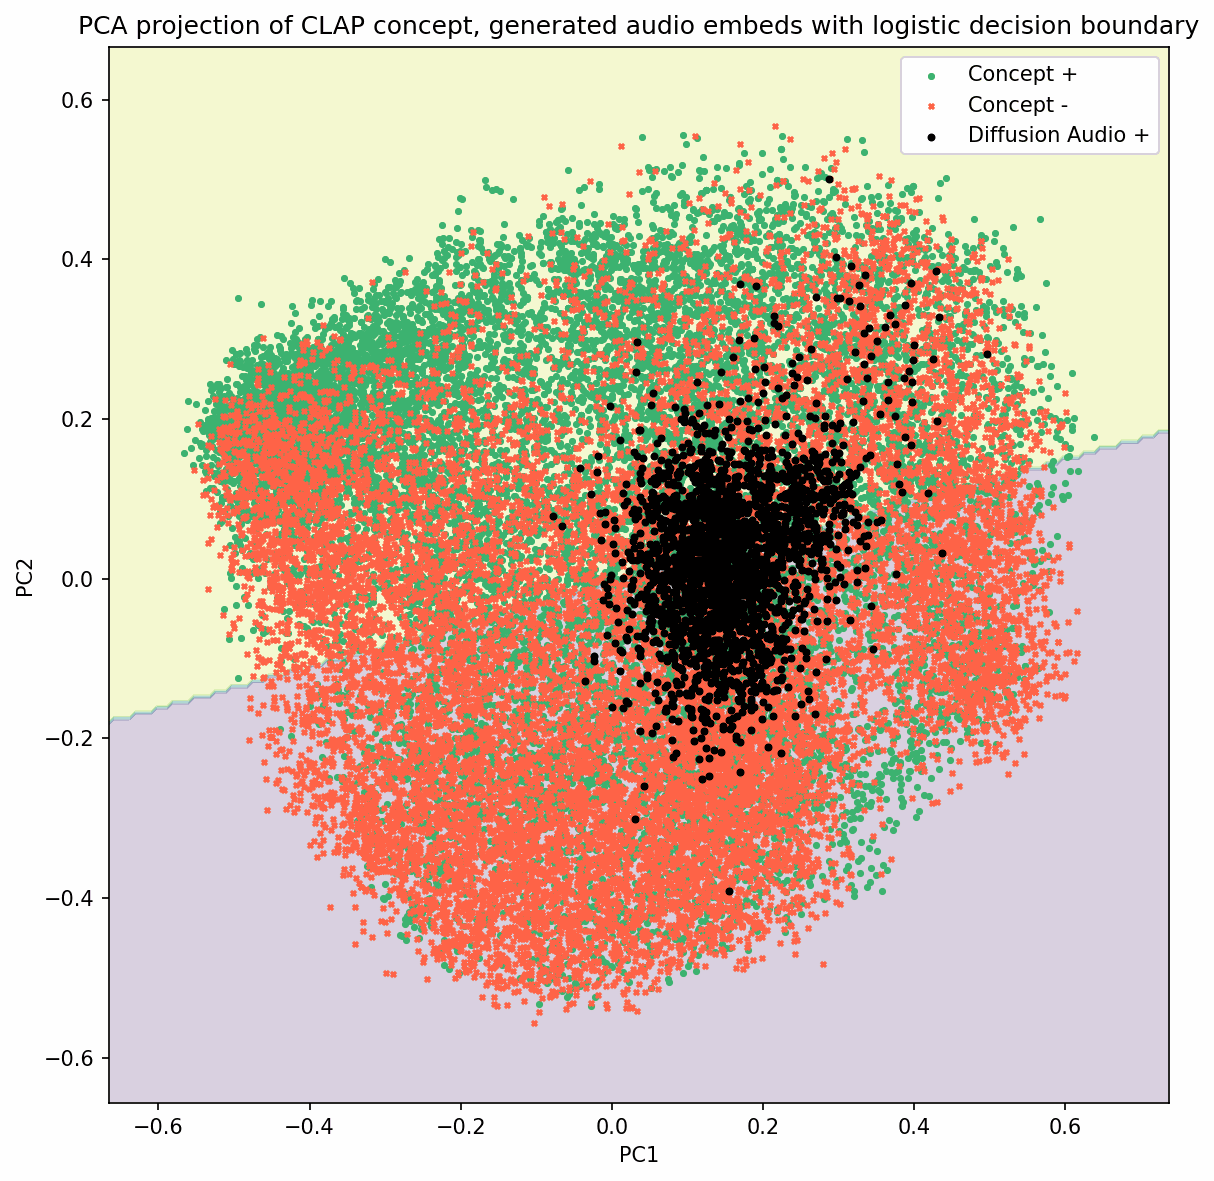 PCA projection of CLAP concept, generated audio embeds with logistic decision boundary
Concept +
Concept -
Diffusion Audio +
0.6
0.4
0.2
0.0
−0.2
−0.4
−0.6
PC2
−0.6
−0.4
−0.2
0.0
0.2
0.4
0.6
PC1